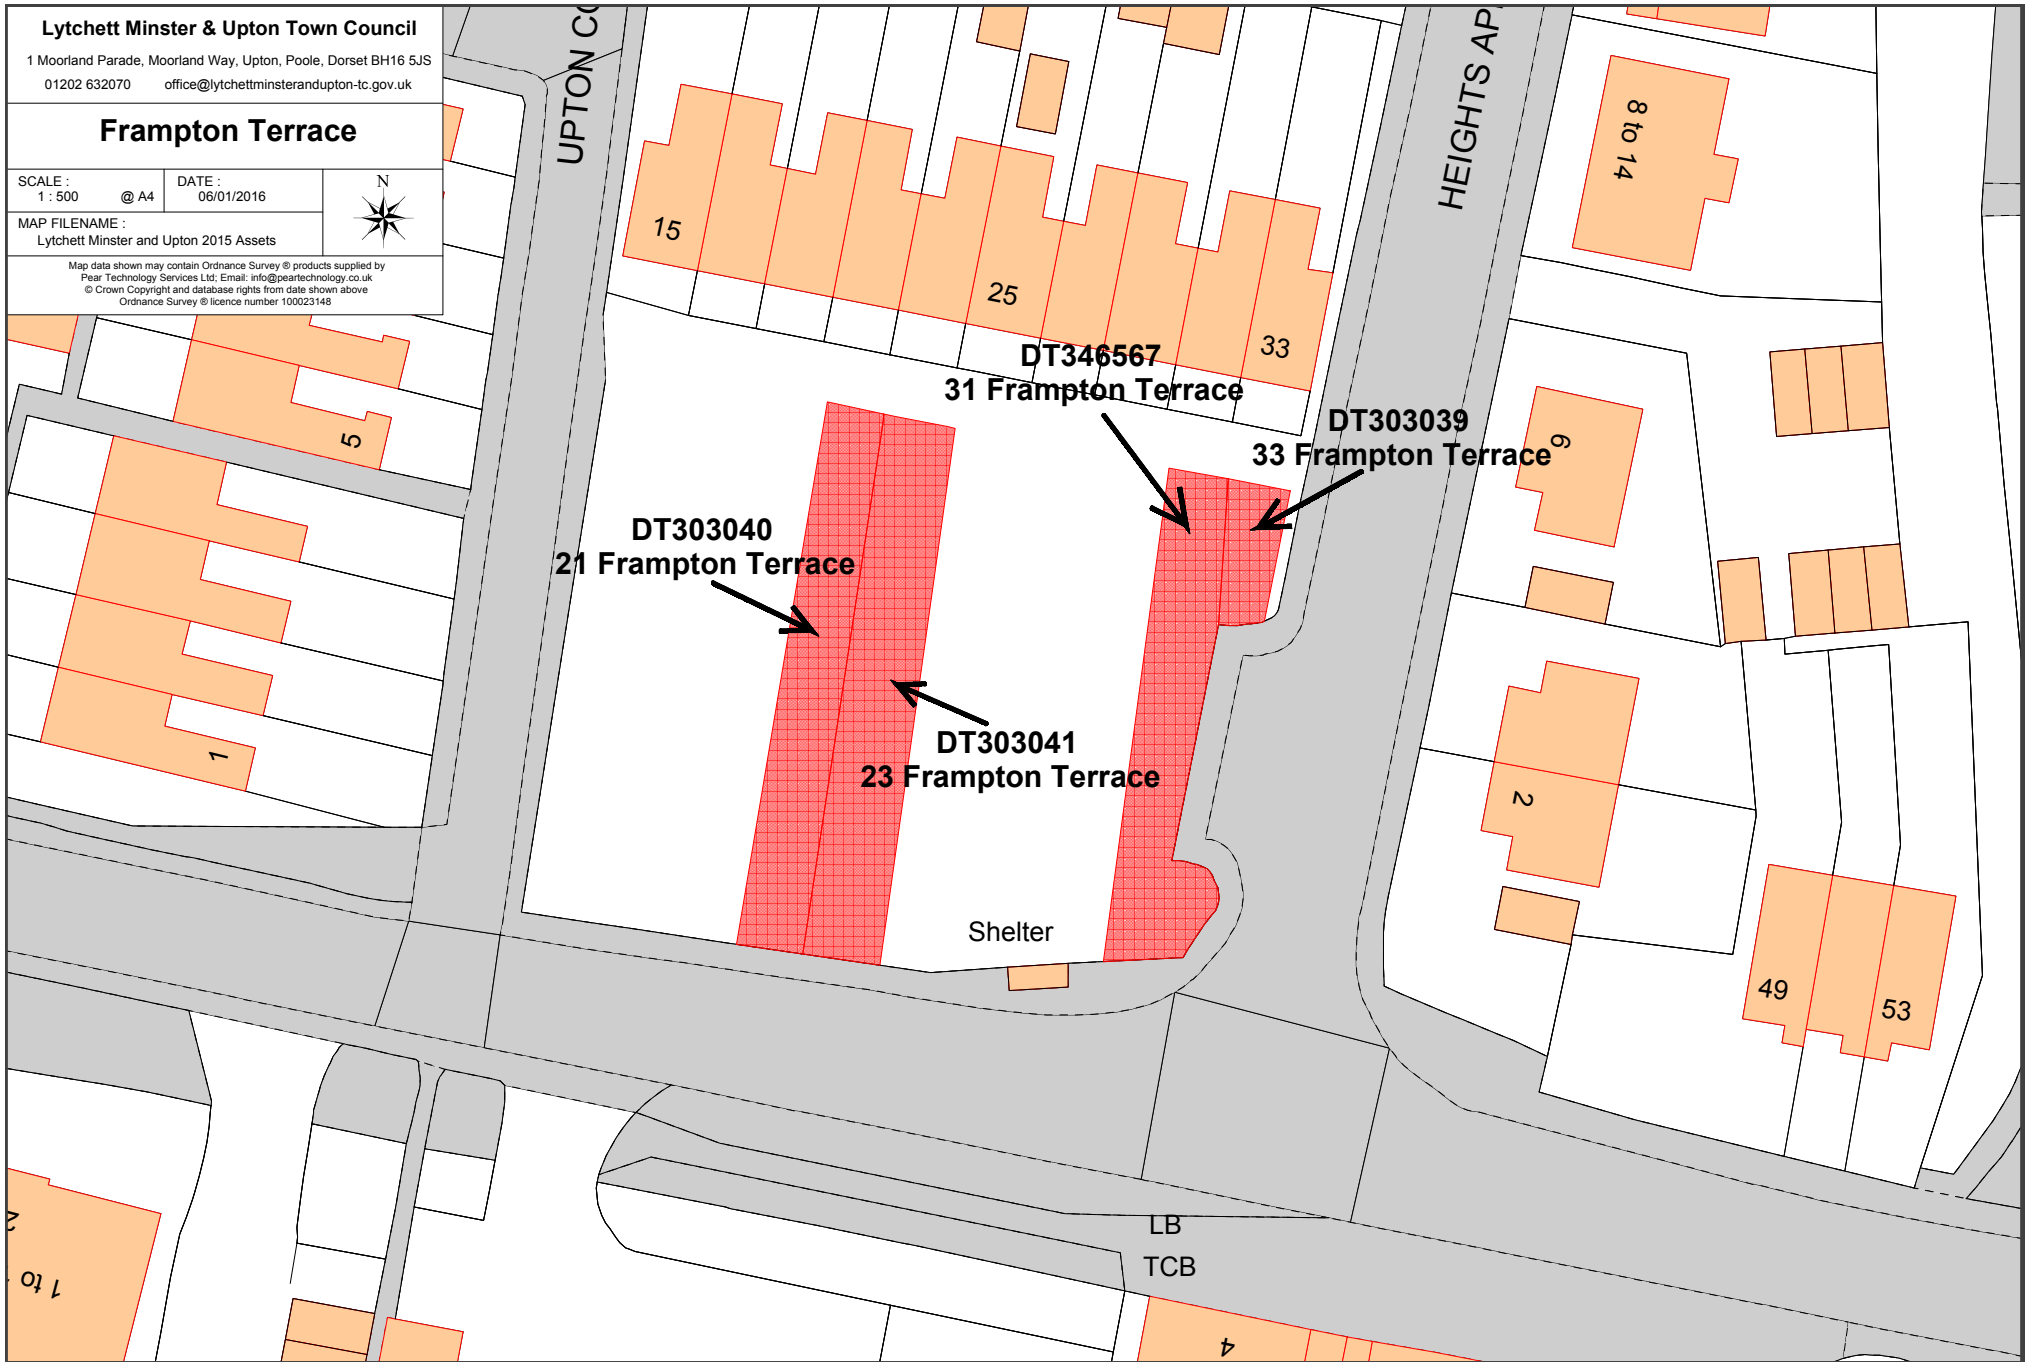 Lytchett Minster & Upton Town Council
1 Moorland Parade, Moorland Way, Upton, Poole, Dorset BH16 5JS
01202 632070 office@lytchettminsterandupton-tc.gov.uk
Frampton Terrace
SCALE :
1 : 500 @ A4
DATE :
06/01/2016
N
MAP FILENAME :
Lytchett Minster and Upton 2015 Assets
Map data shown may contain Ordnance Survey ® products supplied by
Pear Technology Services Ltd; Email: info@peartechnology.co.uk
© Crown Copyright and database rights from date shown above
Ordnance Survey ® licence number 100023148
UPTON
HEIGHTS
8 to 14
15
25
33
DT346567
31 Frampton Terrace
DT303039
33 Frampton Terrace
5
6
DT303040
21 Frampton Terrace
DT303041
23 Frampton Terrace
1
2
Shelter
49
53
LB
TCB
1 to
2
4